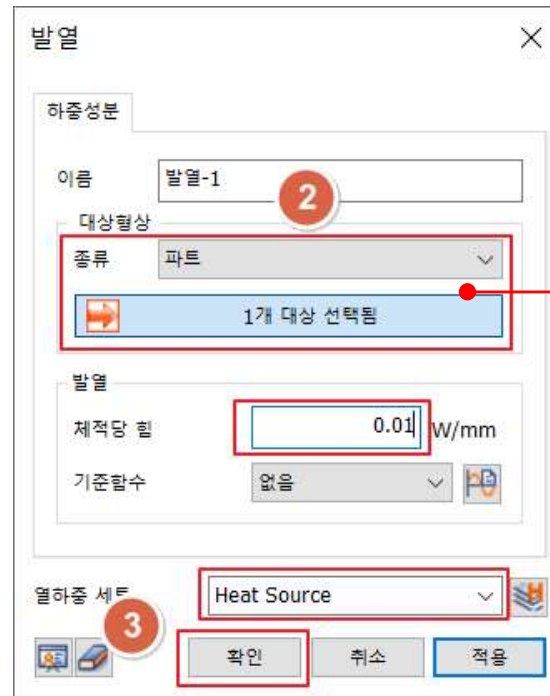 발열
하중성분
이름 발열-1
2
대상형상
종류 파트
1개 대상 선택됨
발열
체적당 힘 0.01 W/mm
기준함수 없음
열하중 세트 Heat Source
3
확인 취소 적용